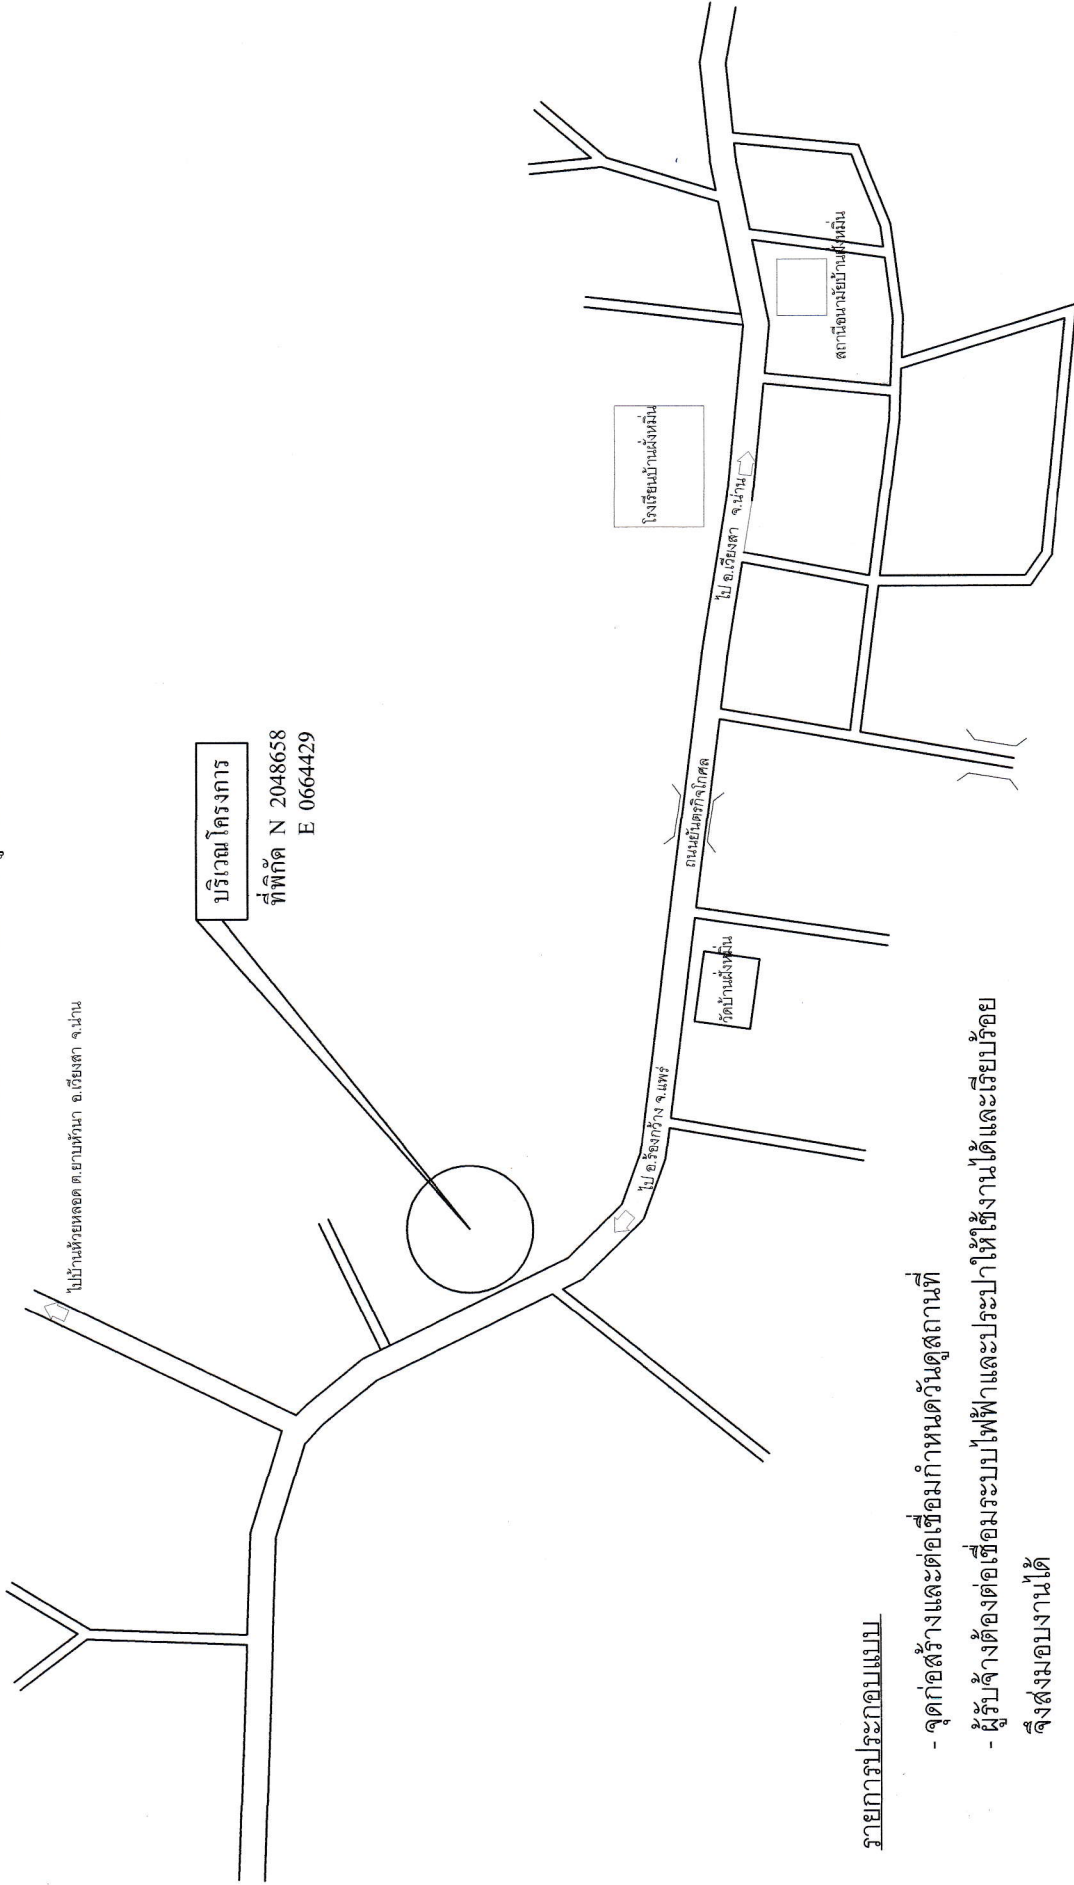 ไปบ้านห้วยหลอด ต.ยาบหัวนา อ.เวียงสา จ.น่าน
บริเวณโครงการ
ที่พิกัด N 2048658
E 0664429
โรงเรียนบ้านผั่งหมิ่น
สถานีอนามัยบ้านผั่งหมิ่น
ไป อ.เวียงสา จ.น่าน
ถนนยันตรกิจโกศล
วัดบ้านผั่งหมิ่น
ไป อ.ร้องกวาง จ.แพร่
รายการประกอบแบบ
- จุดก่อสร้างและต่อเชื่อมกำหนดวันดูสถานที่
- ผู้รับจ้างต้องต่อเชื่อมระบบไฟฟ้าและประปาให้ใช้งานได้และเรียบร้อย
จึงส่งมอบงานได้